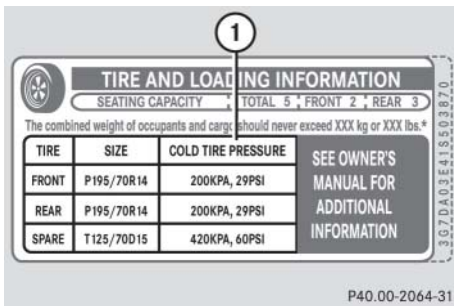 1
TIRE AND LOADING INFORMATION
SEATING CAPACITY TOTAL 5 FRONT 2 REAR 3
The combined weight of occupants and cargo should never exceed XXX kg or XXX lbs.*
TIRE SIZE COLD TIRE PRESSURE
FRONT P195/70R14 200KPA, 29PSI
REAR P195/70R14 200KPA, 29PSI
SPARE T125/70D15 420KPA, 60PSI
SEE OWNER'S
MANUAL FOR
ADDITIONAL
INFORMATION
3G7DA03E41S503870
P40.00-2064-31